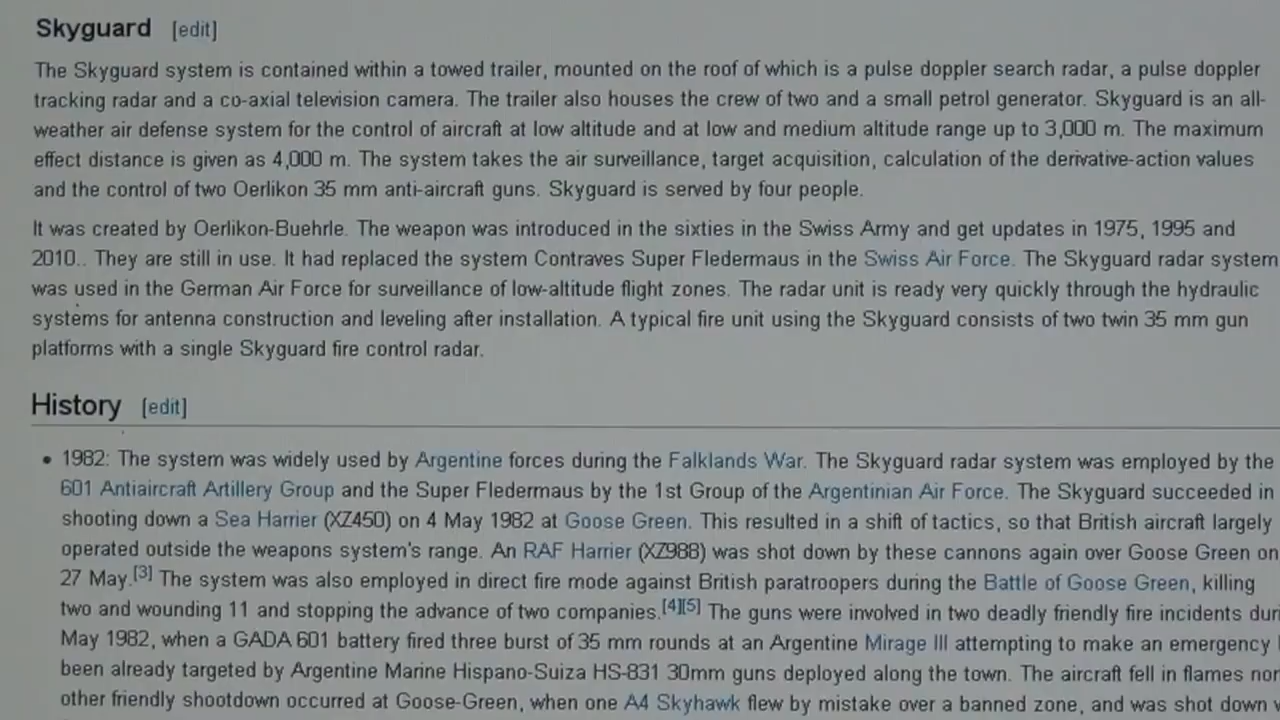 Skyguard [edit]
The Skyguard system is contained within a towed trailer, mounted on the roof of which is a pulse doppler search radar, a pulse doppler
tracking radar and a co-axial television camera. The trailer also houses the crew of two and a small petrol generator. Skyguard is an all-
weather air defense system for the control of aircraft at low altitude and at low and medium altitude range up to 3,000 m. The maximum
effect distance is given as 4,000 m. The system takes the air surveillance, target acquisition, calculation of the derivative-action values
and the control of two Oerlikon 35 mm anti-aircraft guns. Skyguard is served by four people.
It was created by Oerlikon-Buehrle. The weapon was introduced in the sixties in the Swiss Army and get updates in 1975, 1995 and
2010.. They are still in use. It had replaced the system Contraves Super Fledermaus in the Swiss Air Force. The Skyguard radar system
was used in the German Air Force for surveillance of low-altitude flight zones. The radar unit is ready very quickly through the hydraulic
systems for antenna construction and leveling after installation. A typical fire unit using the Skyguard consists of two twin 35 mm gun
platforms with a single Skyguard fire control radar.
History [edit]
• 1982: The system was widely used by Argentine forces during the Falklands War. The Skyguard radar system was employed by the
601 Antiaircraft Artillery Group and the Super Fledermaus by the 1st Group of the Argentinian Air Force. The Skyguard succeeded in
shooting down a Sea Harrier (XZ450) on 4 May 1982 at Goose Green. This resulted in a shift of tactics, so that British aircraft largely
operated outside the weapons system's range. An RAF Harrier (XZ988) was shot down by these cannons again over Goose Green on
27 May.[3] The system was also employed in direct fire mode against British paratroopers during the Battle of Goose Green, killing
two and wounding 11 and stopping the advance of two companies.[4][5] The guns were involved in two deadly friendly fire incidents
May 1982, when a GADA 601 battery fired three burst of 35 mm rounds at an Argentine Mirage III attempting to make an emergency
been already targeted by Argentine Marine Hispano-Suiza HS-831 30mm guns deployed along the town. The aircraft fell in flames
other friendly shootdown occurred at Goose-Green, when one A4 Skyhawk flew by mistake over a banned zone, and was shot down